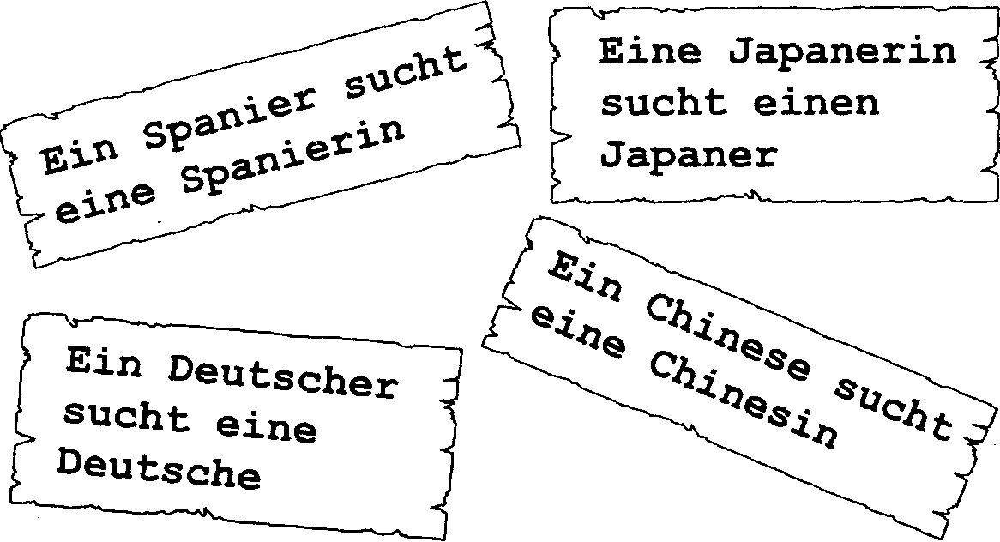 Ein Spanier sucht
eine Spanierin
Eine Japanerin
sucht einen
Japaner
Ein Deutscher
sucht eine
Deutsche
Ein Chinese sucht
eine Chinesin